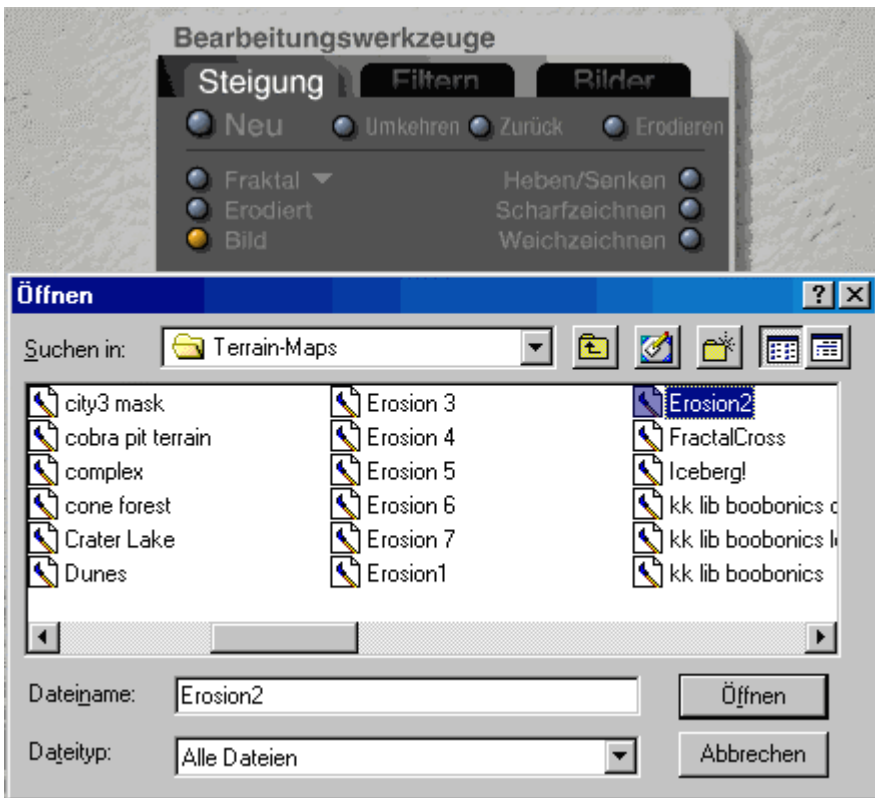 Bearbeitungswerkzeuge
Steigung Filtern Bilder
Neu Umkehren Zurück Erodieren
Fraktal Heben/Senken
Erodiert Scharfzeichnen
Bild Weichzeichnen
Öffnen
Suchen in: Terrain-Maps
city3 mask Erosion 3 Erosion2
cobra pit terrain Erosion 4 FractalCross
complex Erosion 5 Iceberg!
cone forest Erosion 6 kk lib boobonics
Crater Lake Erosion 7 kk lib boobonics
Dunes Erosion1 kk lib boobonics
Dateiname: Erosion2 Öffnen
Dateityp: Alle Dateien Abbrechen